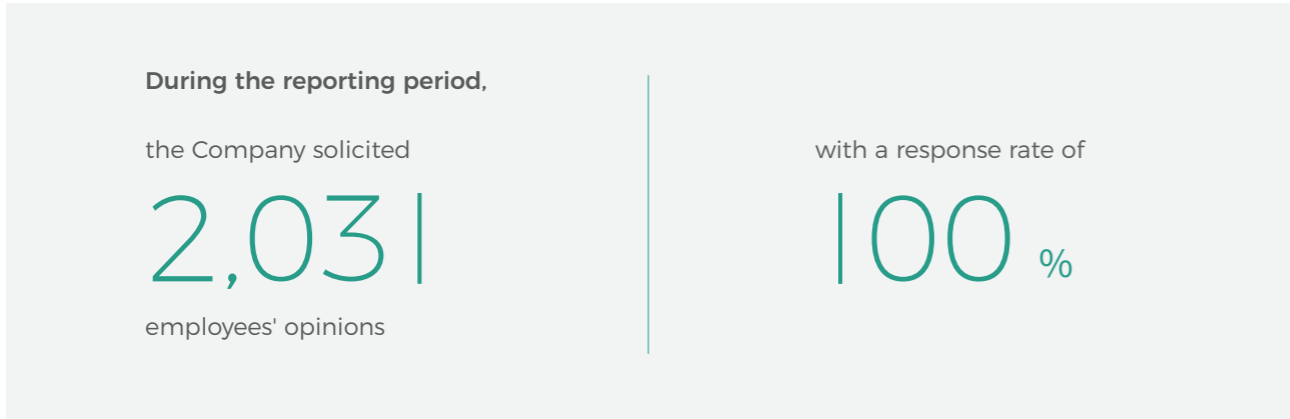 During the reporting period,
the Company solicited
2,031
employees' opinions
with a response rate of
100 %